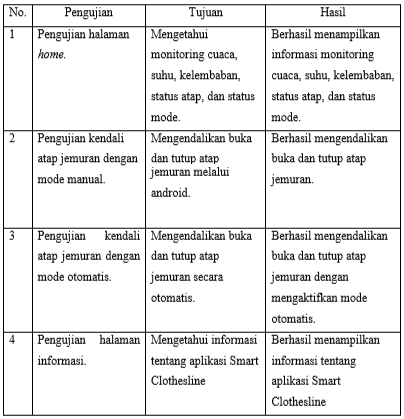 No. Pengujian Tujuan Hasil
1 Pengujian halaman Mengetahui Berhasil menampilkan
home. monitoring cuaca, informasi monitoring
suhu, kelembaban, cuaca, suhu, kelembaban,
status atap, dan status status atap, dan status
mode. mode.
2 Pengujian kendali Mengendalikan buka Berhasil mengendalikan
atap jemuran dengan dan tutup atap buka dan tutup atap
mode manual. jemuran melalui jemuran.
android.
3 Pengujian kendali Mengendalikan buka Berhasil mengendalikan
atap jemuran dengan dan tutup atap buka dan tutup atap
mode otomatis. jemuran secara jemuran dengan
otomatis. mengaktifkan mode
otomatis.
4 Pengujian halaman Mengetahui informasi Berhasil menampilkan
informasi. tentang aplikasi Smart informasi tentang
Clothesline aplikasi Smart
Clothesline